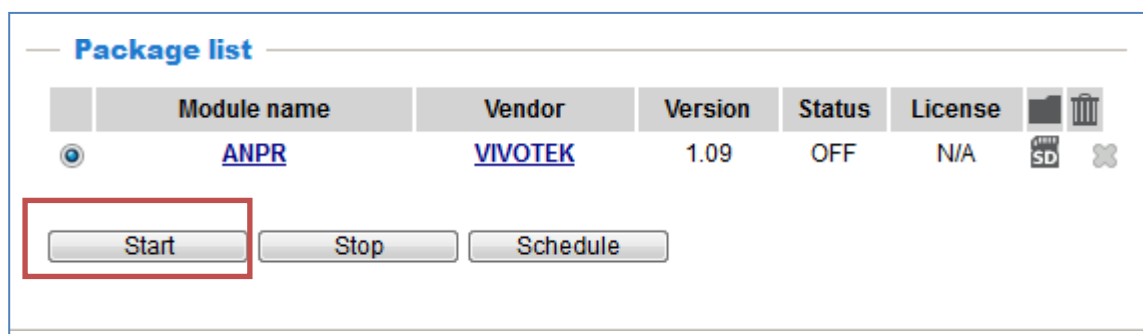 Package list
Module name Vendor Version Status License
ANPR VIVOTEK 1.09 OFF N/A SD
Start Stop Schedule